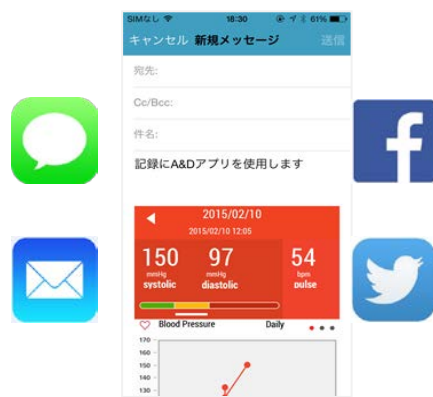 SIMなし 18:30 61%
キャンセル 新規メッセージ 送信
宛先:
Cc/Bcc:
件名:
記録にA&Dアプリを使用します
2015/02/10
2015/02/10 12:05
150 97 54
mmHg mmHg bpm
systolic diastolic pulse
Blood Pressure Daily
170
160
150
140
130